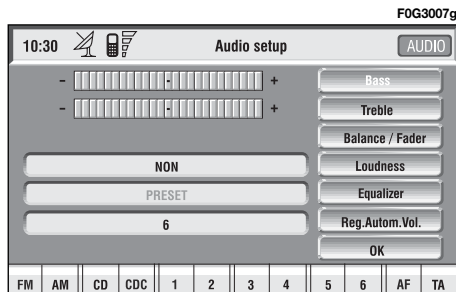 F0G3007g
10:30 Audio setup AUDIO
- - + Bass
- - + Treble
Balance / Fader
NON Loudness
PRESET Equalizer
6 Reg.Autom.Vol.
OK
FM AM CD CDC 1 2 3 4 5 6 AF TA